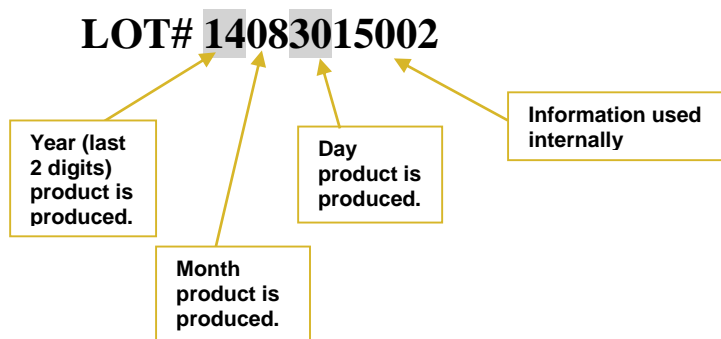 LOT# 14083015002
Information used
internally
Year (last
2 digits)
product is
produced.
Day
product is
produced.
Month
product is
produced.